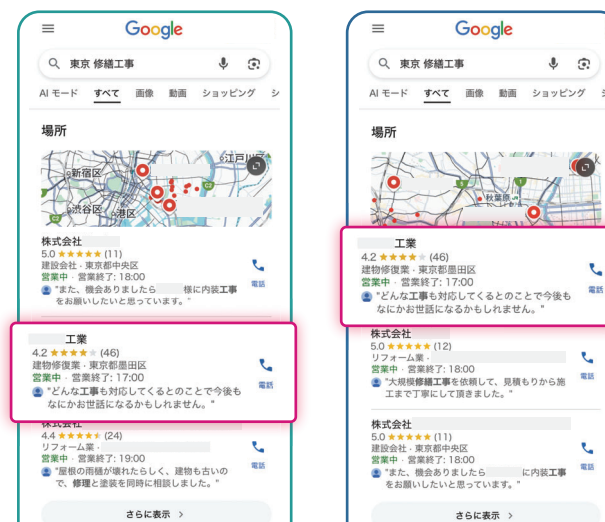 Google
東京 修繕工事
AI モード すべて 画像 動画 ショッピング シ
場所
新宿区
江戸川区
渋谷区
港区
株式会社
5.0 ★★★★★ (11)
建設会社 · 東京都中央区
営業中 · 営業終了: 18:00
"また、機会ありましたら 様に内装工事
をお願いしたいと思っています。"
電話
工業
4.2 ★★★★★ (46)
建物修復業 · 東京都墨田区
営業中 · 営業終了: 17:00
"どんな工事も対応してくるとのことで今後も
なにかお世話になるかもしれません。"
電話
株式会社
4.4 ★★★★★ (24)
リフォーム業 ·
営業中 · 営業終了: 19:00
"屋根の雨樋が壊れたらしく、建物も古いの
で、修理と塗装を同時に相談しました。"
電話
さらに表示 >
Google
東京 修繕工事
AI モード すべて 画像 動画 ショッピング
場所
秋葉原
工業
4.2 ★★★★★ (46)
建物修復業 · 東京都墨田区
営業中 · 営業終了: 17:00
"どんな工事も対応してくるとのことで今後も
なにかお世話になるかもしれません。"
電話
株式会社
5.0 ★★★★★ (12)
リフォーム業 ·
営業中 · 営業終了: 18:00
"大規模修繕工事を依頼して、見積もりから施
工まで丁寧にして頂きました。"
電話
株式会社
5.0 ★★★★★ (11)
営業中 · 営業終了: 18:00
"また、機会ありましたら に内装工事
をお願いしたいと思っています。"
電話
さらに表示 >